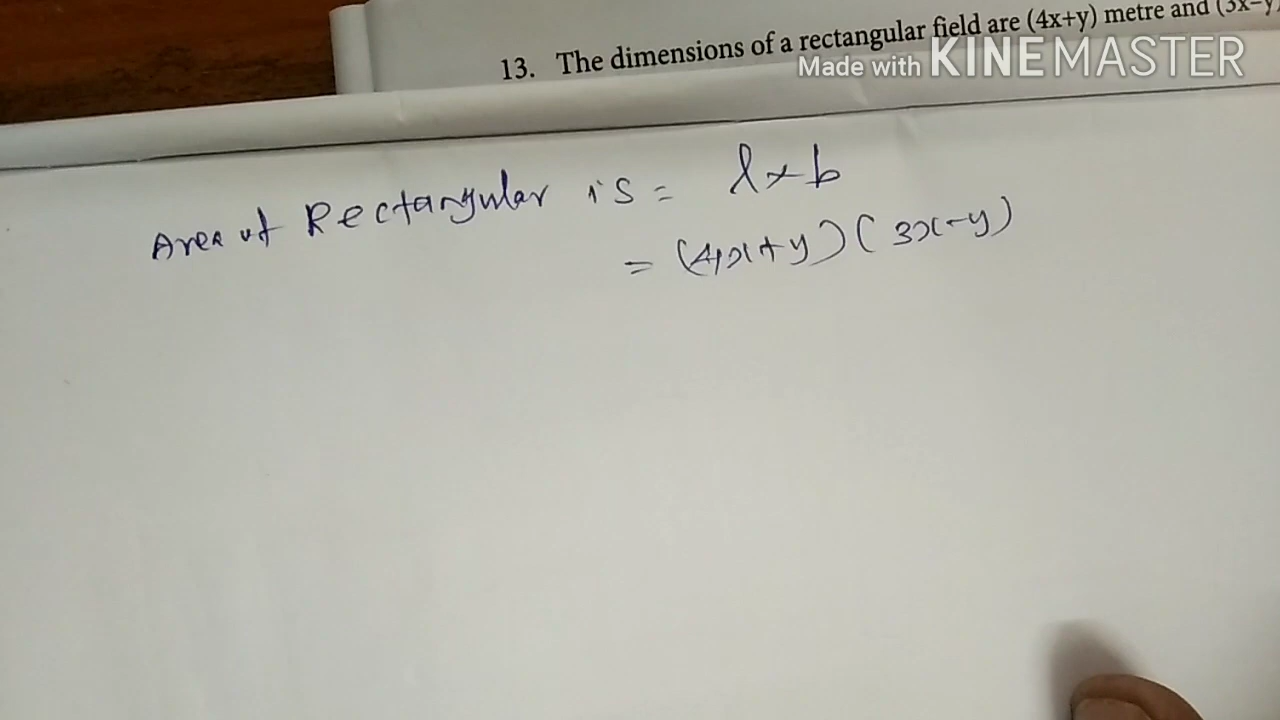 13. The dimensions of a rectangular field are (4x+y) metre and (3x−y)
Made with KINEMASTER
Area of Rectangular is = l × b
= (4x+y)(3x-y)